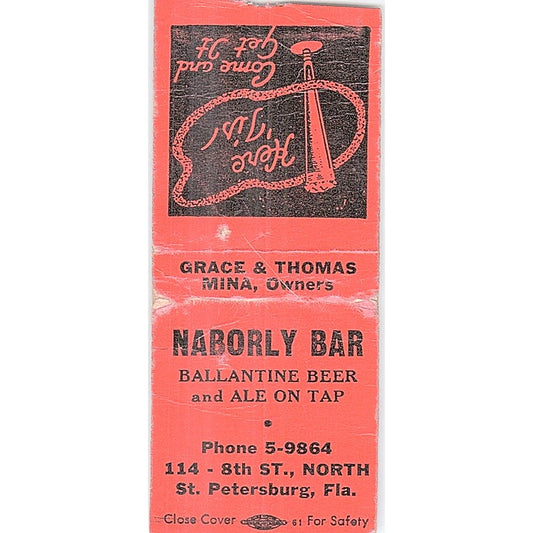 Here 'Tis!
Come and
Get It
GRACE & THOMAS
MINA, Owners
NABORLY BAR
BALLANTINE BEER
and ALE ON TAP
Phone 5-9864
114 - 8th ST., NORTH
St. Petersburg, Fla.
Close Cover 61 For Safety